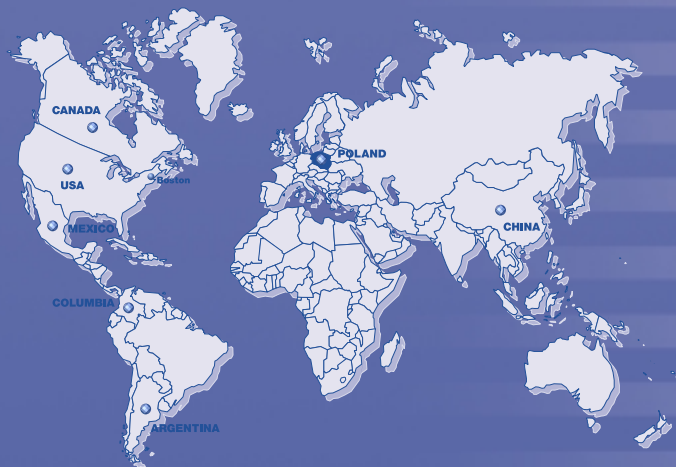 CANADA
POLAND
USA
Boston
MEXICO
CHINA
COLUMBIA
ARGENTINA